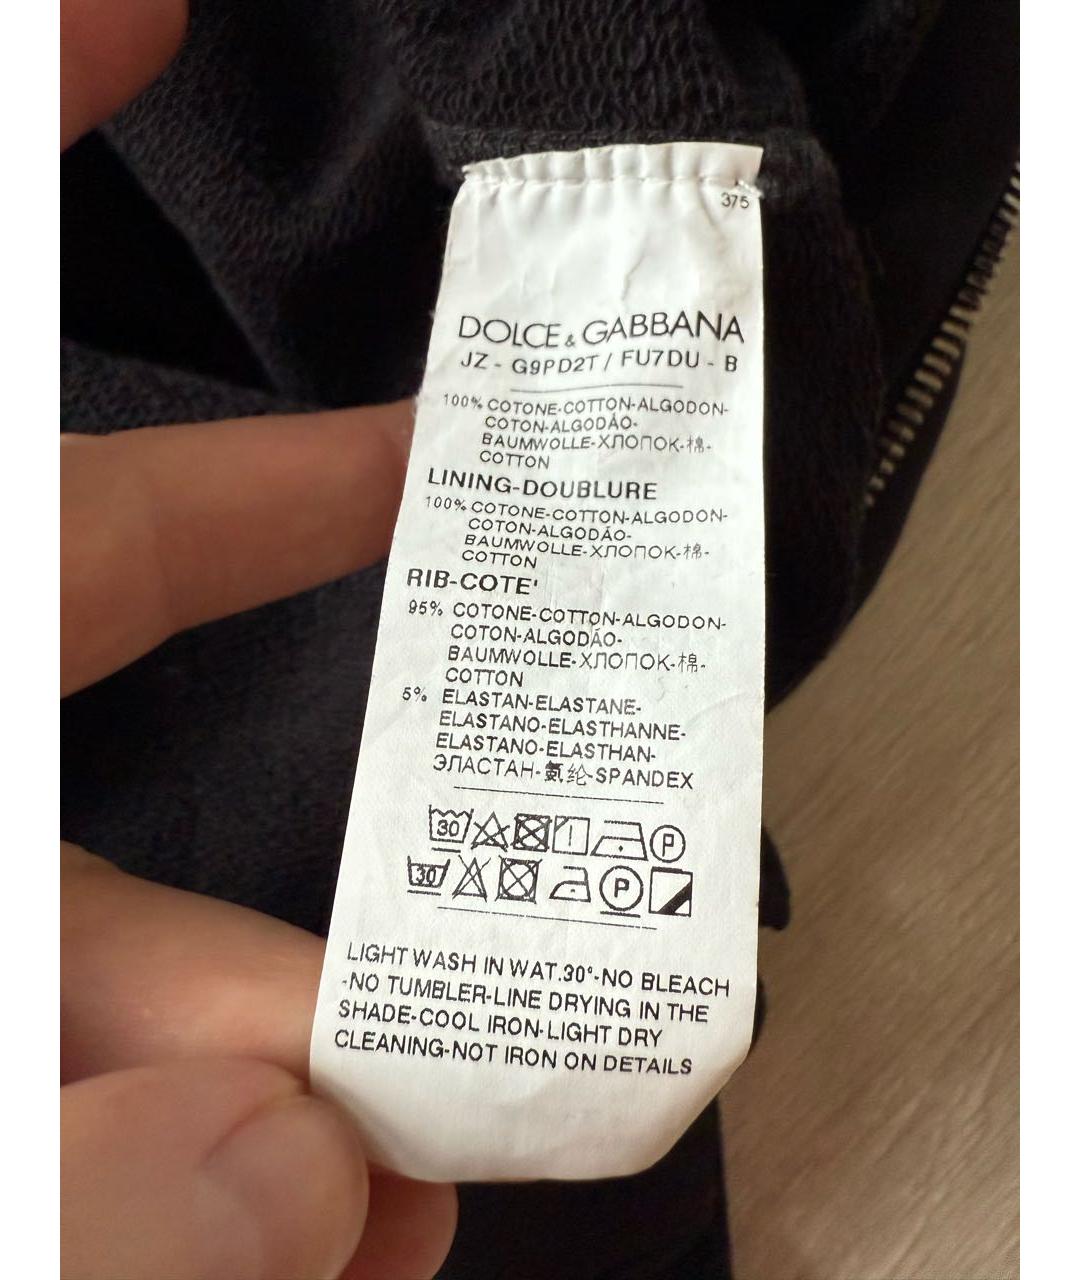 375
DOLCE & GABBANA
JZ - G9PD2T / FU7DU - B
100% COTONE-COTTON-ALGODON-
COTON-ALGODÃO-
BAUMWOLLE-ХЛОПОК-棉-
COTTON
LINING-DOUBLURE
100% COTONE-COTTON-ALGODON-
COTON-ALGODÃO-
BAUMWOLLE-ХЛОПОК-棉-
COTTON
RIB-COTE'
95% COTONE-COTTON-ALGODON-
COTON-ALGODÃO-
BAUMWOLLE-ХЛОПОК-棉-
COTTON
5% ELASTAN-ELASTANE-
ELASTANO-ELASTHANNE-
ELASTANO-ELASTHAN-
ЭЛАСТАН-氨纶-SPANDEX
30 P
30 P
LIGHT WASH IN WAT.30°-NO BLEACH
-NO TUMBLER-LINE DRYING IN THE
SHADE-COOL IRON-LIGHT DRY
CLEANING-NOT IRON ON DETAILS